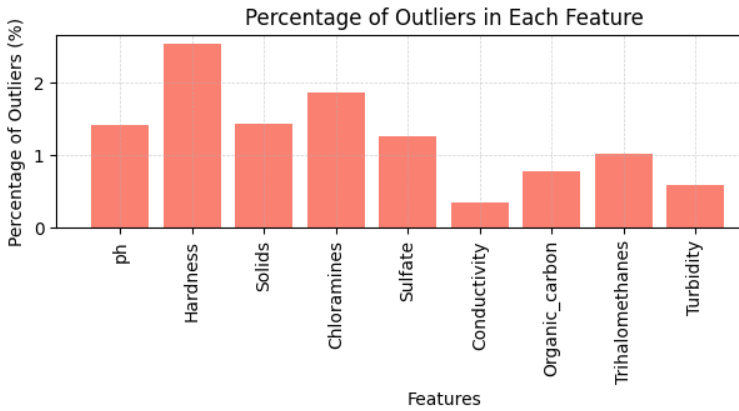 Percentage of Outliers in Each Feature
Percentage of Outliers (%)
2
1
0
ph
Hardness
Solids
Chloramines
Sulfate
Conductivity
Organic_carbon
Trihalomethanes
Turbidity
Features